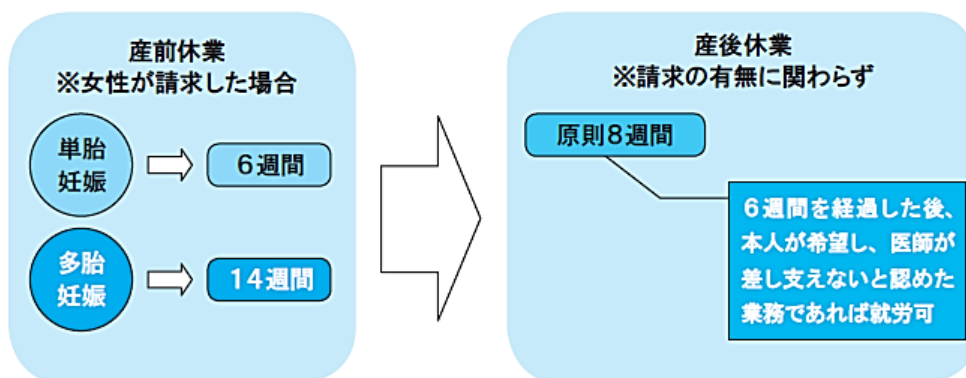 産前休業
※女性が請求した場合
単胎
妊娠
6週間
多胎
妊娠
14週間
産後休業
※請求の有無に関わらず
原則8週間
6週間を経過した後、
本人が希望し、医師が
差し支えないと認めた
業務であれば就労可